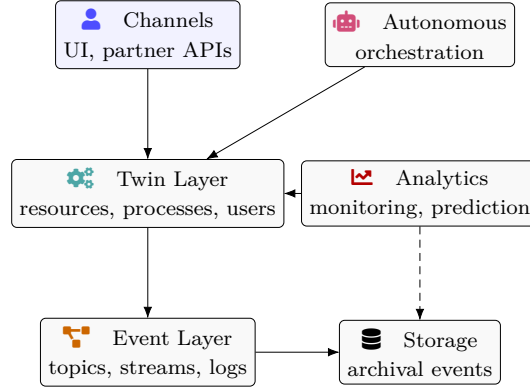 Channels
UI, partner APIs
Autonomous
orchestration
Twin Layer
resources, processes, users
Analytics
monitoring, prediction
Event Layer
topics, streams, logs
Storage
archival events